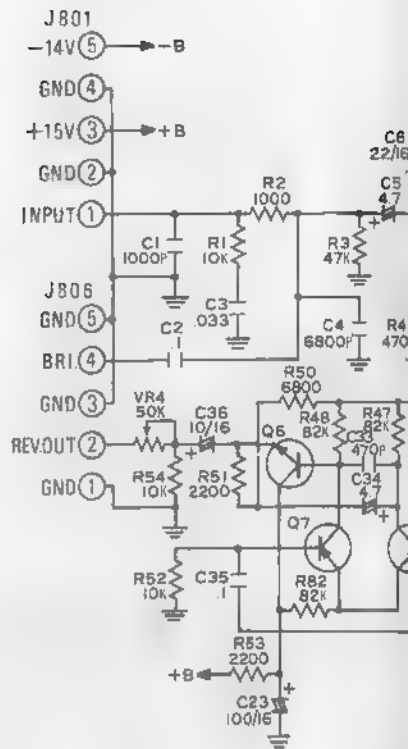 J801
-14V 5 -B
GND 4
+15V 3 +B
GND 2
INPUT 1
C1
1000P
R1
10K
C3
.033
R2
1000
R3
47K
C5
4.7
+
C6
22/16
C4
6800P
R4
470
J806
GND 5
BRI. 4
C2
.1
GND 3
REV.OUT 2
GND 1
VR4
50K
C36
10/16
+
R54
10K
R51
2200
R50
6800
Q6
R48
82K
R47
82K
C33
470P
C34
4.7
+
Q7
R52
C35
.1
R82
82K
R53
2200
+B
C23
100/16
+